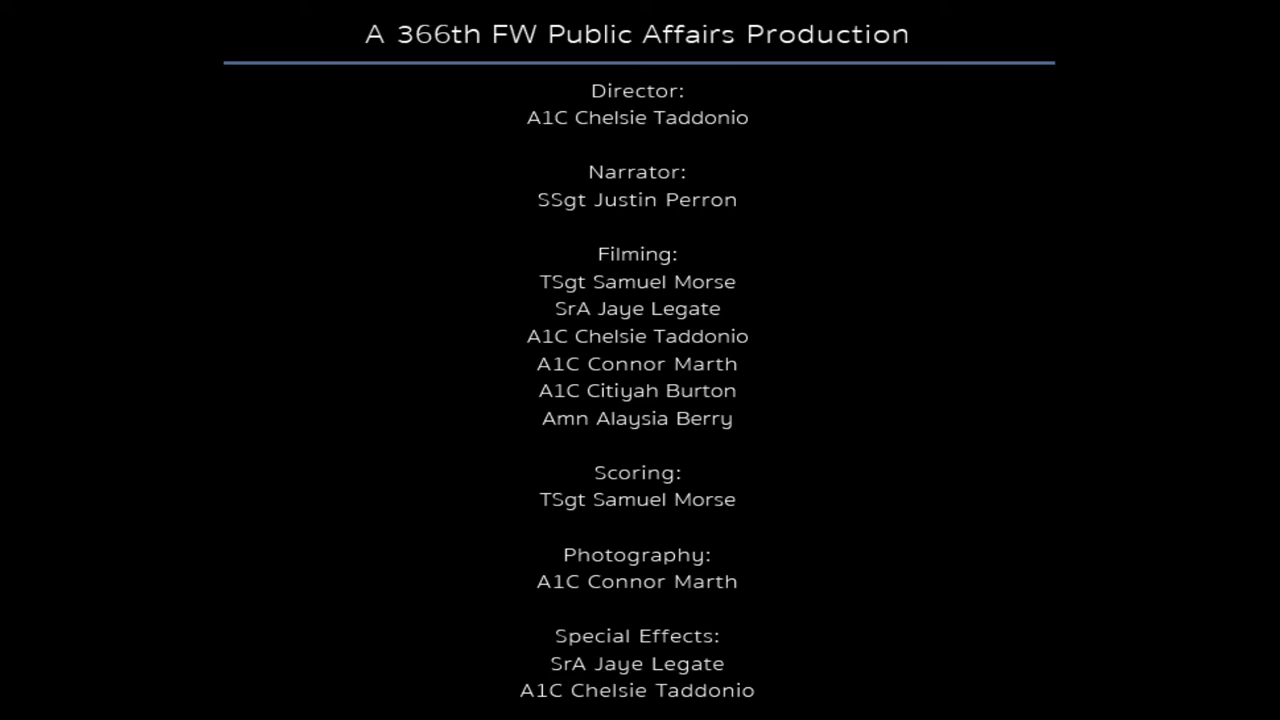 A 366th FW Public Affairs Production
Director:
A1C Chelsie Taddonio
Narrator:
SSgt Justin Perron
Filming:
TSgt Samuel Morse
SrA Jaye Legate
A1C Chelsie Taddonio
A1C Connor Marth
A1C Citiyah Burton
Amn Alaysia Berry
Scoring:
TSgt Samuel Morse
Photography:
A1C Connor Marth
Special Effects:
SrA Jaye Legate
A1C Chelsie Taddonio